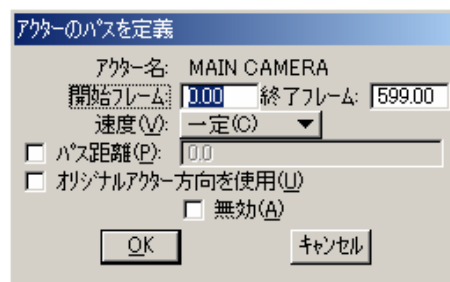 アクターのパスを定義
アクター名: MAIN CAMERA
開始フレーム: 0.00 終了フレーム: 599.00
速度(V): 一定(C)
パス距離(P): 0.0
オリジナルアクター方向を使用(U)
無効(A)
OK キャンセル